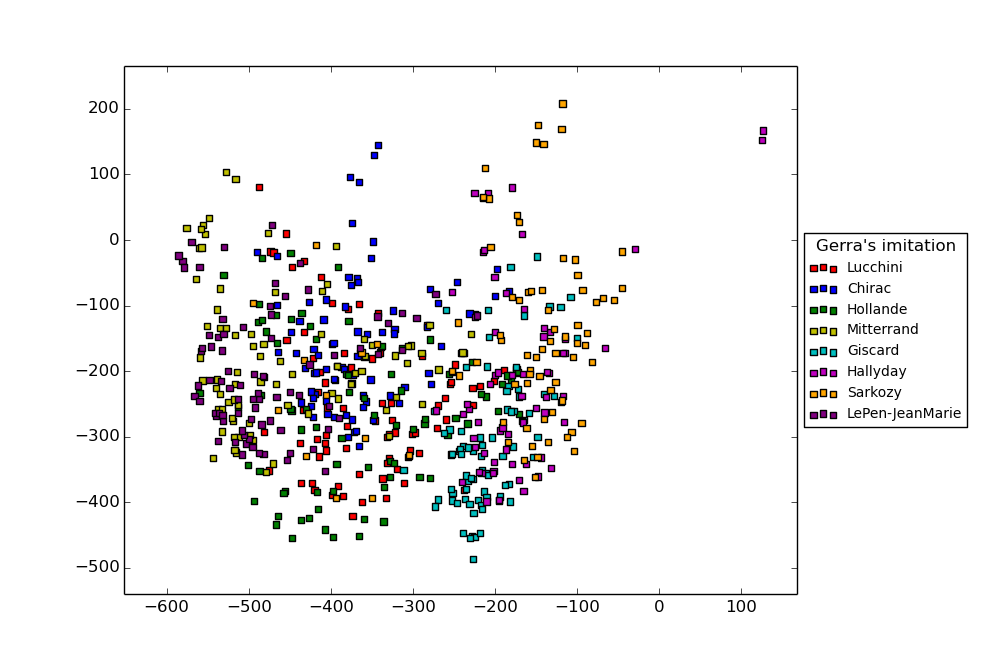 200
100
0
−100
−200
−300
−400
−500
−600 −500 −400 −300 −200 −100 0 100
Gerra's imitation
Lucchini
Chirac
Hollande
Mitterrand
Giscard
Hallyday
Sarkozy
LePen-JeanMarie